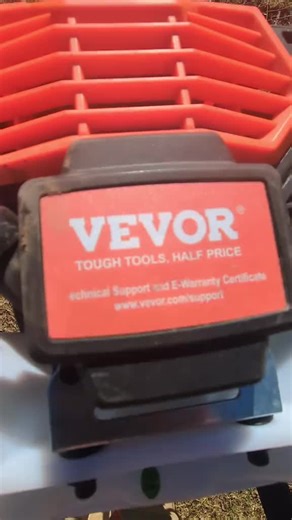 VEVOR®
TOUGH TOOLS, HALF PRICE
echnical Support and E-Warranty Certificate
www.vevor.com/support